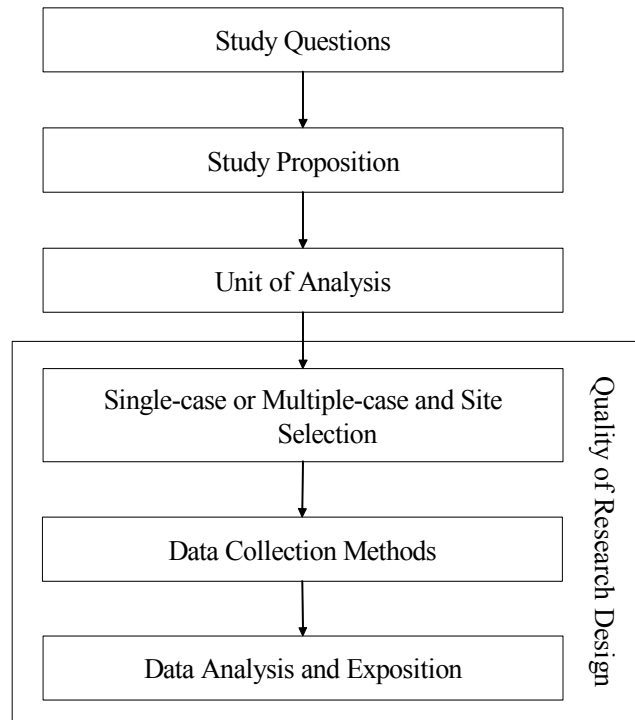 Study Questions
Study Proposition
Unit of Analysis
Single-case or Multiple-case and Site
Selection
Data Collection Methods
Data Analysis and Exposition
Quality of Research Design